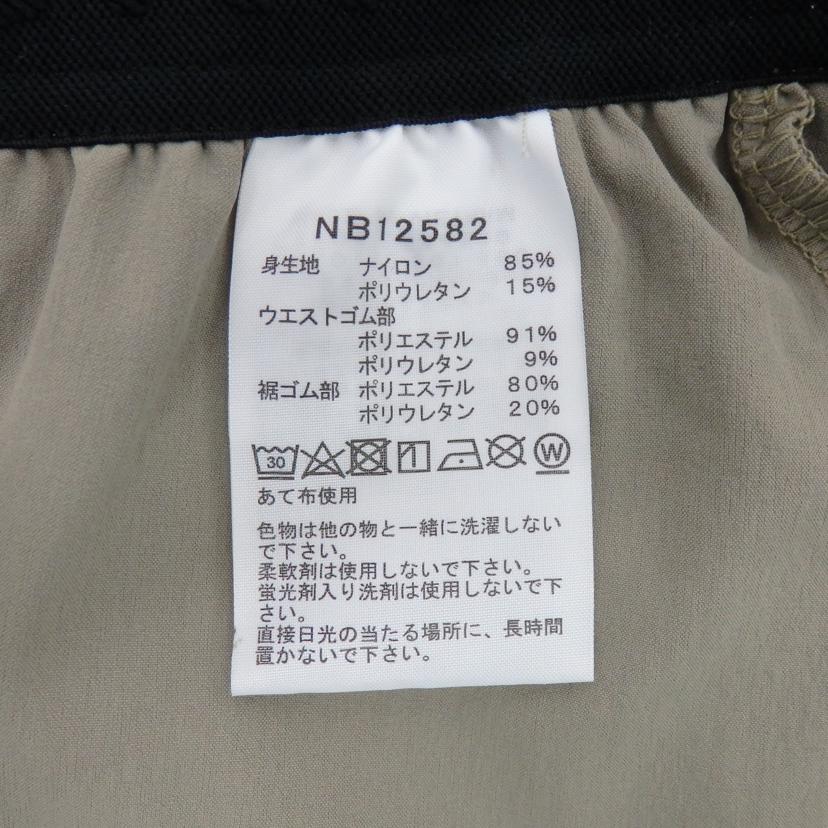 NB12582
身生地 ナイロン 85%
ポリウレタン 15%
ウエストゴム部
ポリエステル 91%
ポリウレタン 9%
裾ゴム部 ポリエステル 80%
ポリウレタン 20%
30 W
あて布使用
色物は他の物と一緒に洗濯しない
で下さい。
柔軟剤は使用しないで下さい。
蛍光剤入り洗剤は使用しないで下
さい。
直接日光の当たる場所に、長時間
置かないで下さい。